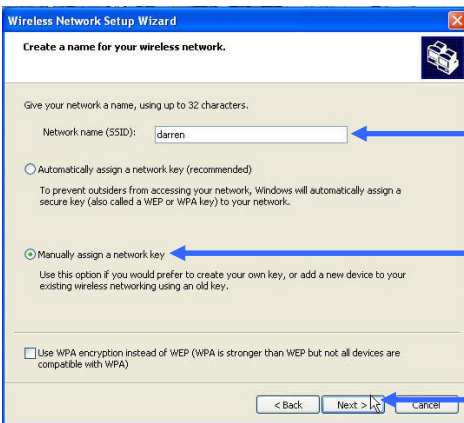 Wireless Network Setup Wizard
Create a name for your wireless network.
Give your network a name, using up to 32 characters.
Network name (SSID): darren
Automatically assign a network key (recommended)
To prevent outsiders from accessing your network, Windows will automatically assign a
secure key (also called a WEP or WPA key) to your network.
Manually assign a network key
Use this option if you would prefer to create your own key, or add a new device to your
existing wireless networking using an old key.
Use WPA encryption instead of WEP (WPA is stronger than WEP but not all devices are
compatible with WPA)
< Back Next > Cancel